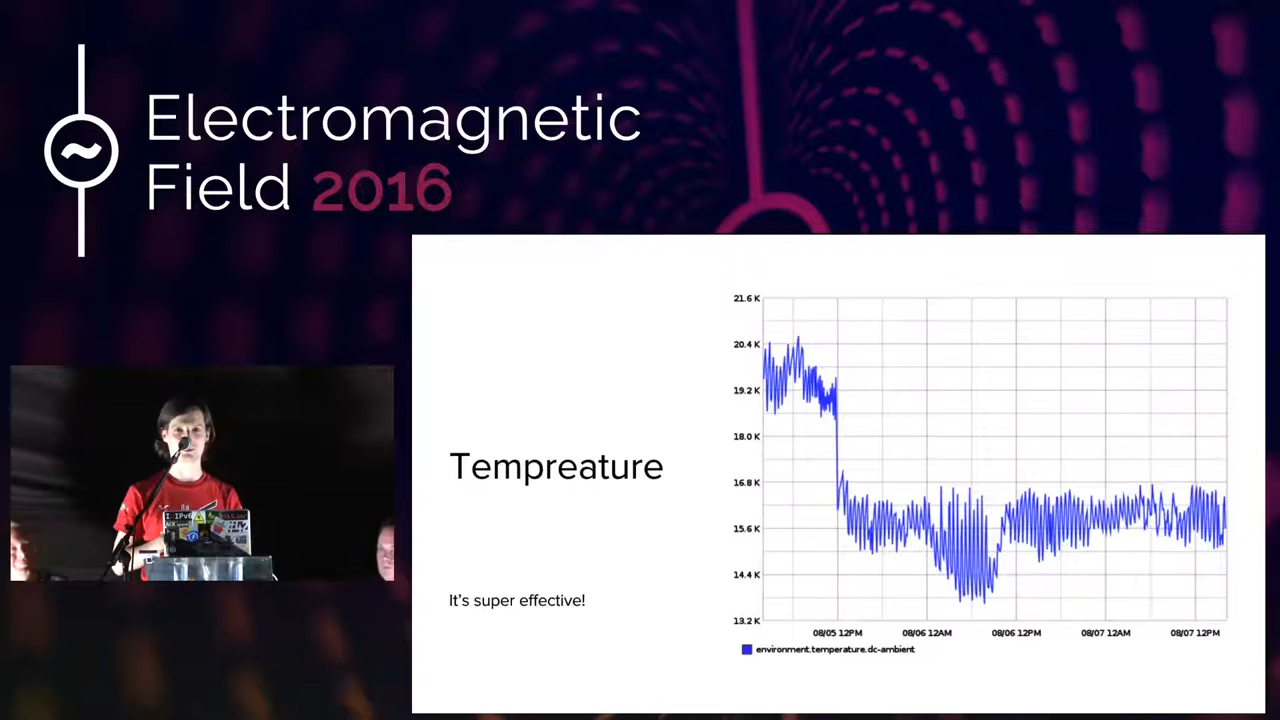 Electromagnetic
Field 2016
Tempreature
It's super effective!
21.6 K
20.4 K
19.2 K
18.0 K
16.8 K
15.6 K
14.4 K
13.2 K
08/05 12PM
08/06 12AM
08/06 12PM
08/07 12AM
08/07 12PM
environment.temperature.dc-ambient
I IPv6